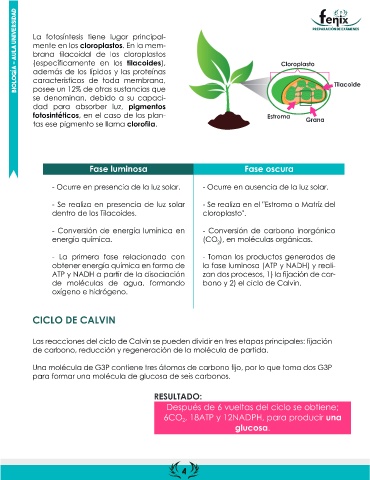 BIOLOGÍA - AULA UNIVERSIDAD
fenix
PREPARACIÓN DE EXÁMENES
La fotosíntesis tiene lugar principal-
mente en los cloroplastos. En la mem-
brana tilacoidal de los cloroplastos
(específicamente en los tilacoides),
además de los lípidos y las proteínas
característicos de toda membrana,
posee un 12% de otras sustancias que
se denominan, debido a su capaci-
dad para absorber luz, pigmentos
fotosintéticos, en el caso de las plan-
tas ese pigmento se llama clorofila.
Cloroplasto
Tilacoide
Estroma
Grana
Fase luminosa
- Ocurre en presencia de la luz solar.
- Se realiza en presencia de luz solar
dentro de los Tilacoides.
- Conversión de energía lumínica en
energía química.
- La primera fase relacionada con
obtener energía química en forma de
ATP y NADH a partir de la disociación
de moléculas de agua, formando
oxígeno e hidrógeno.
Fase oscura
- Ocurre en ausencia de la luz solar.
- Se realiza en el "Estroma o Matríz del
cloroplasto".
- Conversión de carbono inorgánico
(CO₂), en moléculas orgánicas.
- Toman los productos generados de
la fase luminosa (ATP y NADH) y reali-
zan dos procesos, 1) la fijación de car-
bono y 2) el ciclo de Calvin.
CICLO DE CALVIN
Las reacciones del ciclo de Calvin se pueden dividir en tres etapas principales: fijación
de carbono, reducción y regeneración de la molécula de partida.
Una molécula de G3P contiene tres átomos de carbono fijo, por lo que toma dos G3P
para formar una molécula de glucosa de seis carbonos.
RESULTADO:
Después de 6 vueltas del ciclo se obtiene;
6CO₂, 18ATP y 12NADPH, para producir una
glucosa.
4